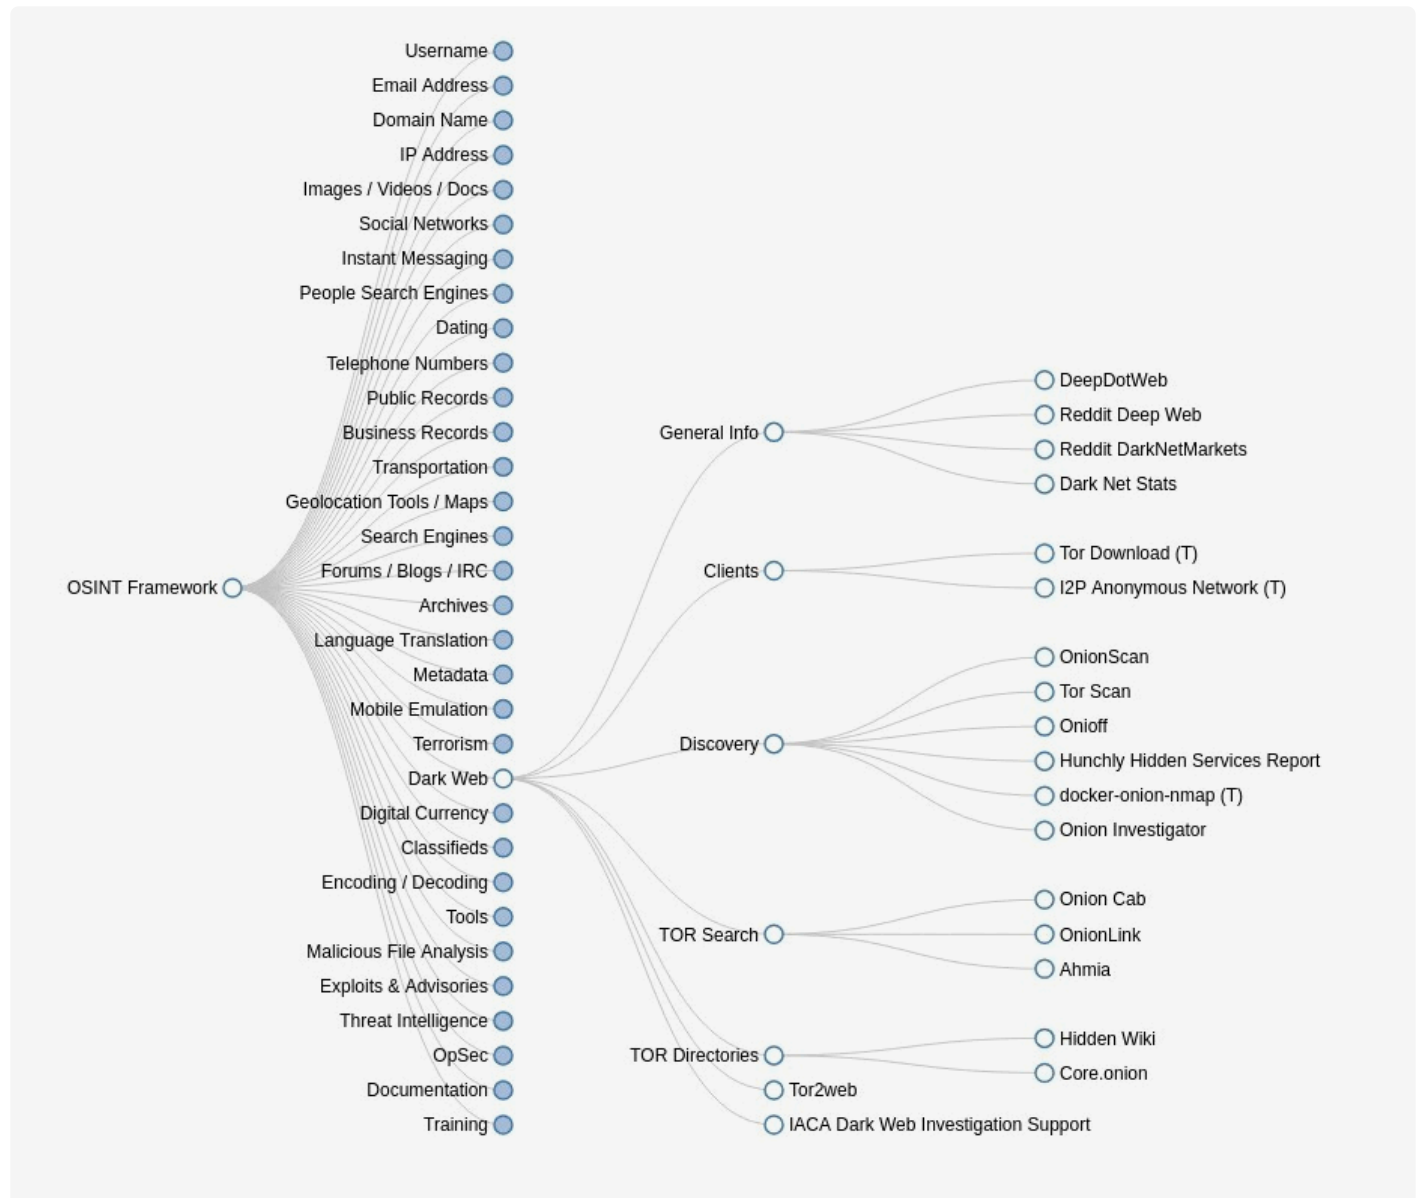 OSINT Framework
Username
Email Address
Domain Name
IP Address
Images / Videos / Docs
Social Networks
Instant Messaging
People Search Engines
Dating
Telephone Numbers
Public Records
Business Records
Transportation
Geolocation Tools / Maps
Search Engines
Forums / Blogs / IRC
Archives
Language Translation
Metadata
Mobile Emulation
Terrorism
Dark Web
Digital Currency
Classifieds
Encoding / Decoding
Tools
Malicious File Analysis
Exploits & Advisories
Threat Intelligence
OpSec
Documentation
Training
General Info
DeepDotWeb
Reddit Deep Web
Reddit DarkNetMarkets
Dark Net Stats
Clients
Tor Download (T)
I2P Anonymous Network (T)
Discovery
OnionScan
Tor Scan
Onioff
Hunchly Hidden Services Report
docker-onion-nmap (T)
Onion Investigator
TOR Search
Onion Cab
OnionLink
Ahmia
TOR Directories
Hidden Wiki
Core.onion
Tor2web
IACA Dark Web Investigation Support